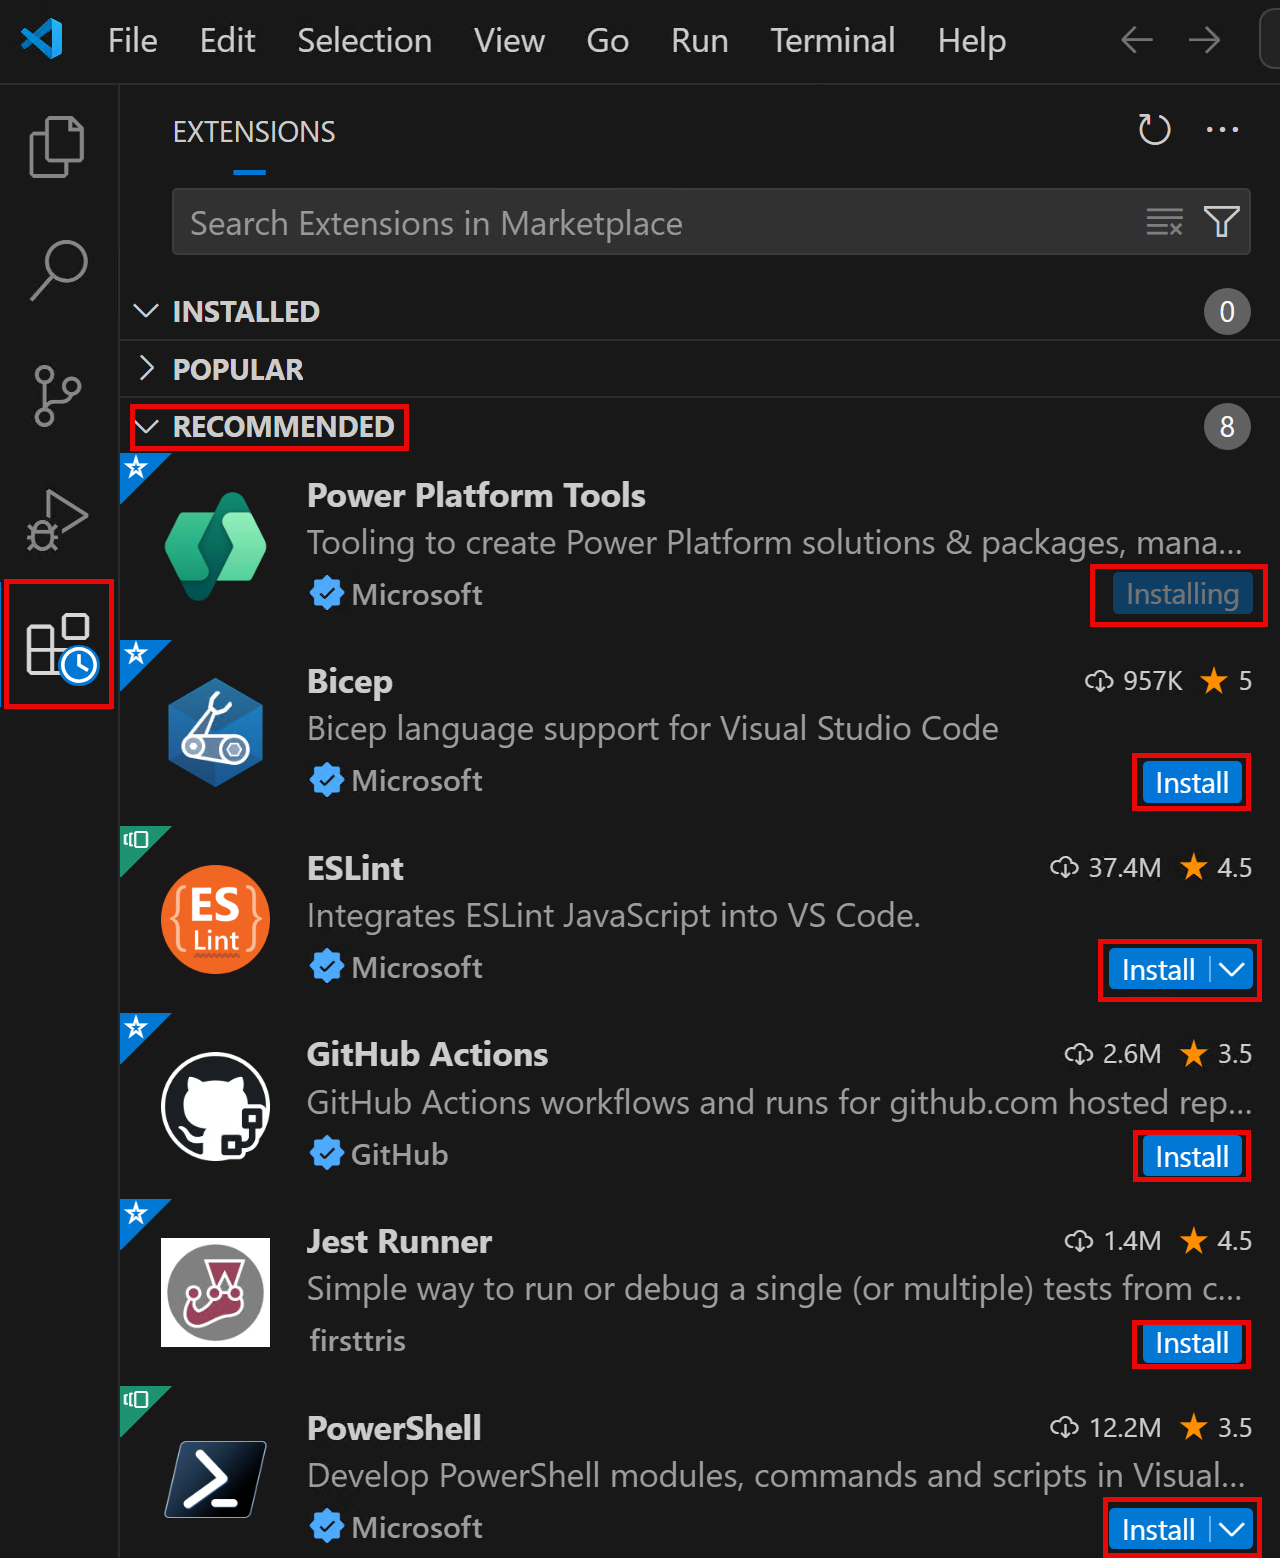 File Edit Selection View Go Run Terminal Help
EXTENSIONS
Search Extensions in Marketplace
INSTALLED 0
POPULAR
RECOMMENDED 8
Power Platform Tools
Tooling to create Power Platform solutions & packages, mana...
Microsoft Installing
Bicep 957K 5
Bicep language support for Visual Studio Code
Microsoft Install
ESLint 37.4M 4.5
ES
Lint
Integrates ESLint JavaScript into VS Code.
Microsoft Install
GitHub Actions 2.6M 3.5
GitHub Actions workflows and runs for github.com hosted rep...
GitHub Install
Jest Runner 1.4M 4.5
Simple way to run or debug a single (or multiple) tests from c...
firsttris Install
PowerShell 12.2M 3.5
Develop PowerShell modules, commands and scripts in Visual...
Microsoft Install